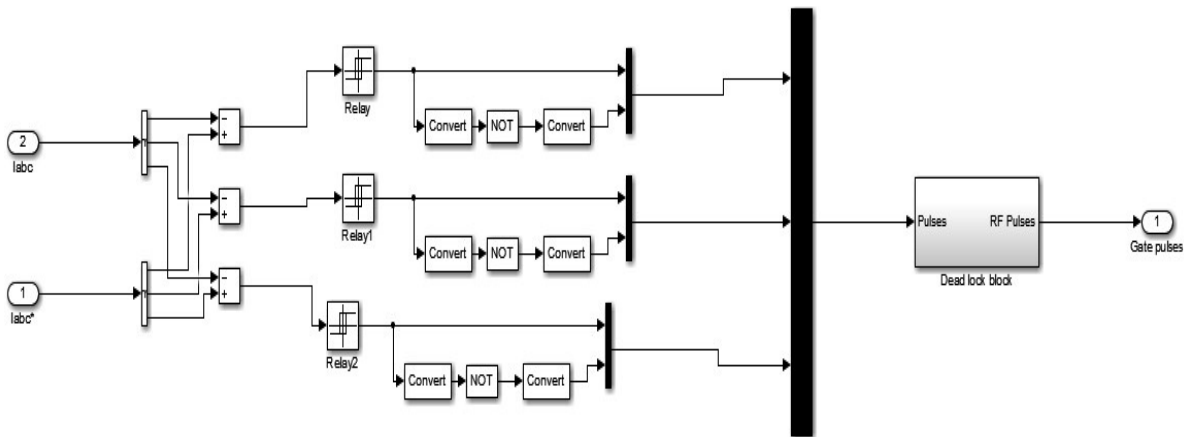 Relay
Convert
NOT
Convert
2
Iabc
Relay1
Convert
NOT
Convert
Pulses
RF Pulses
Dead lock block
1
Gate pulses
1
Iabc*
Relay2
Convert
NOT
Convert